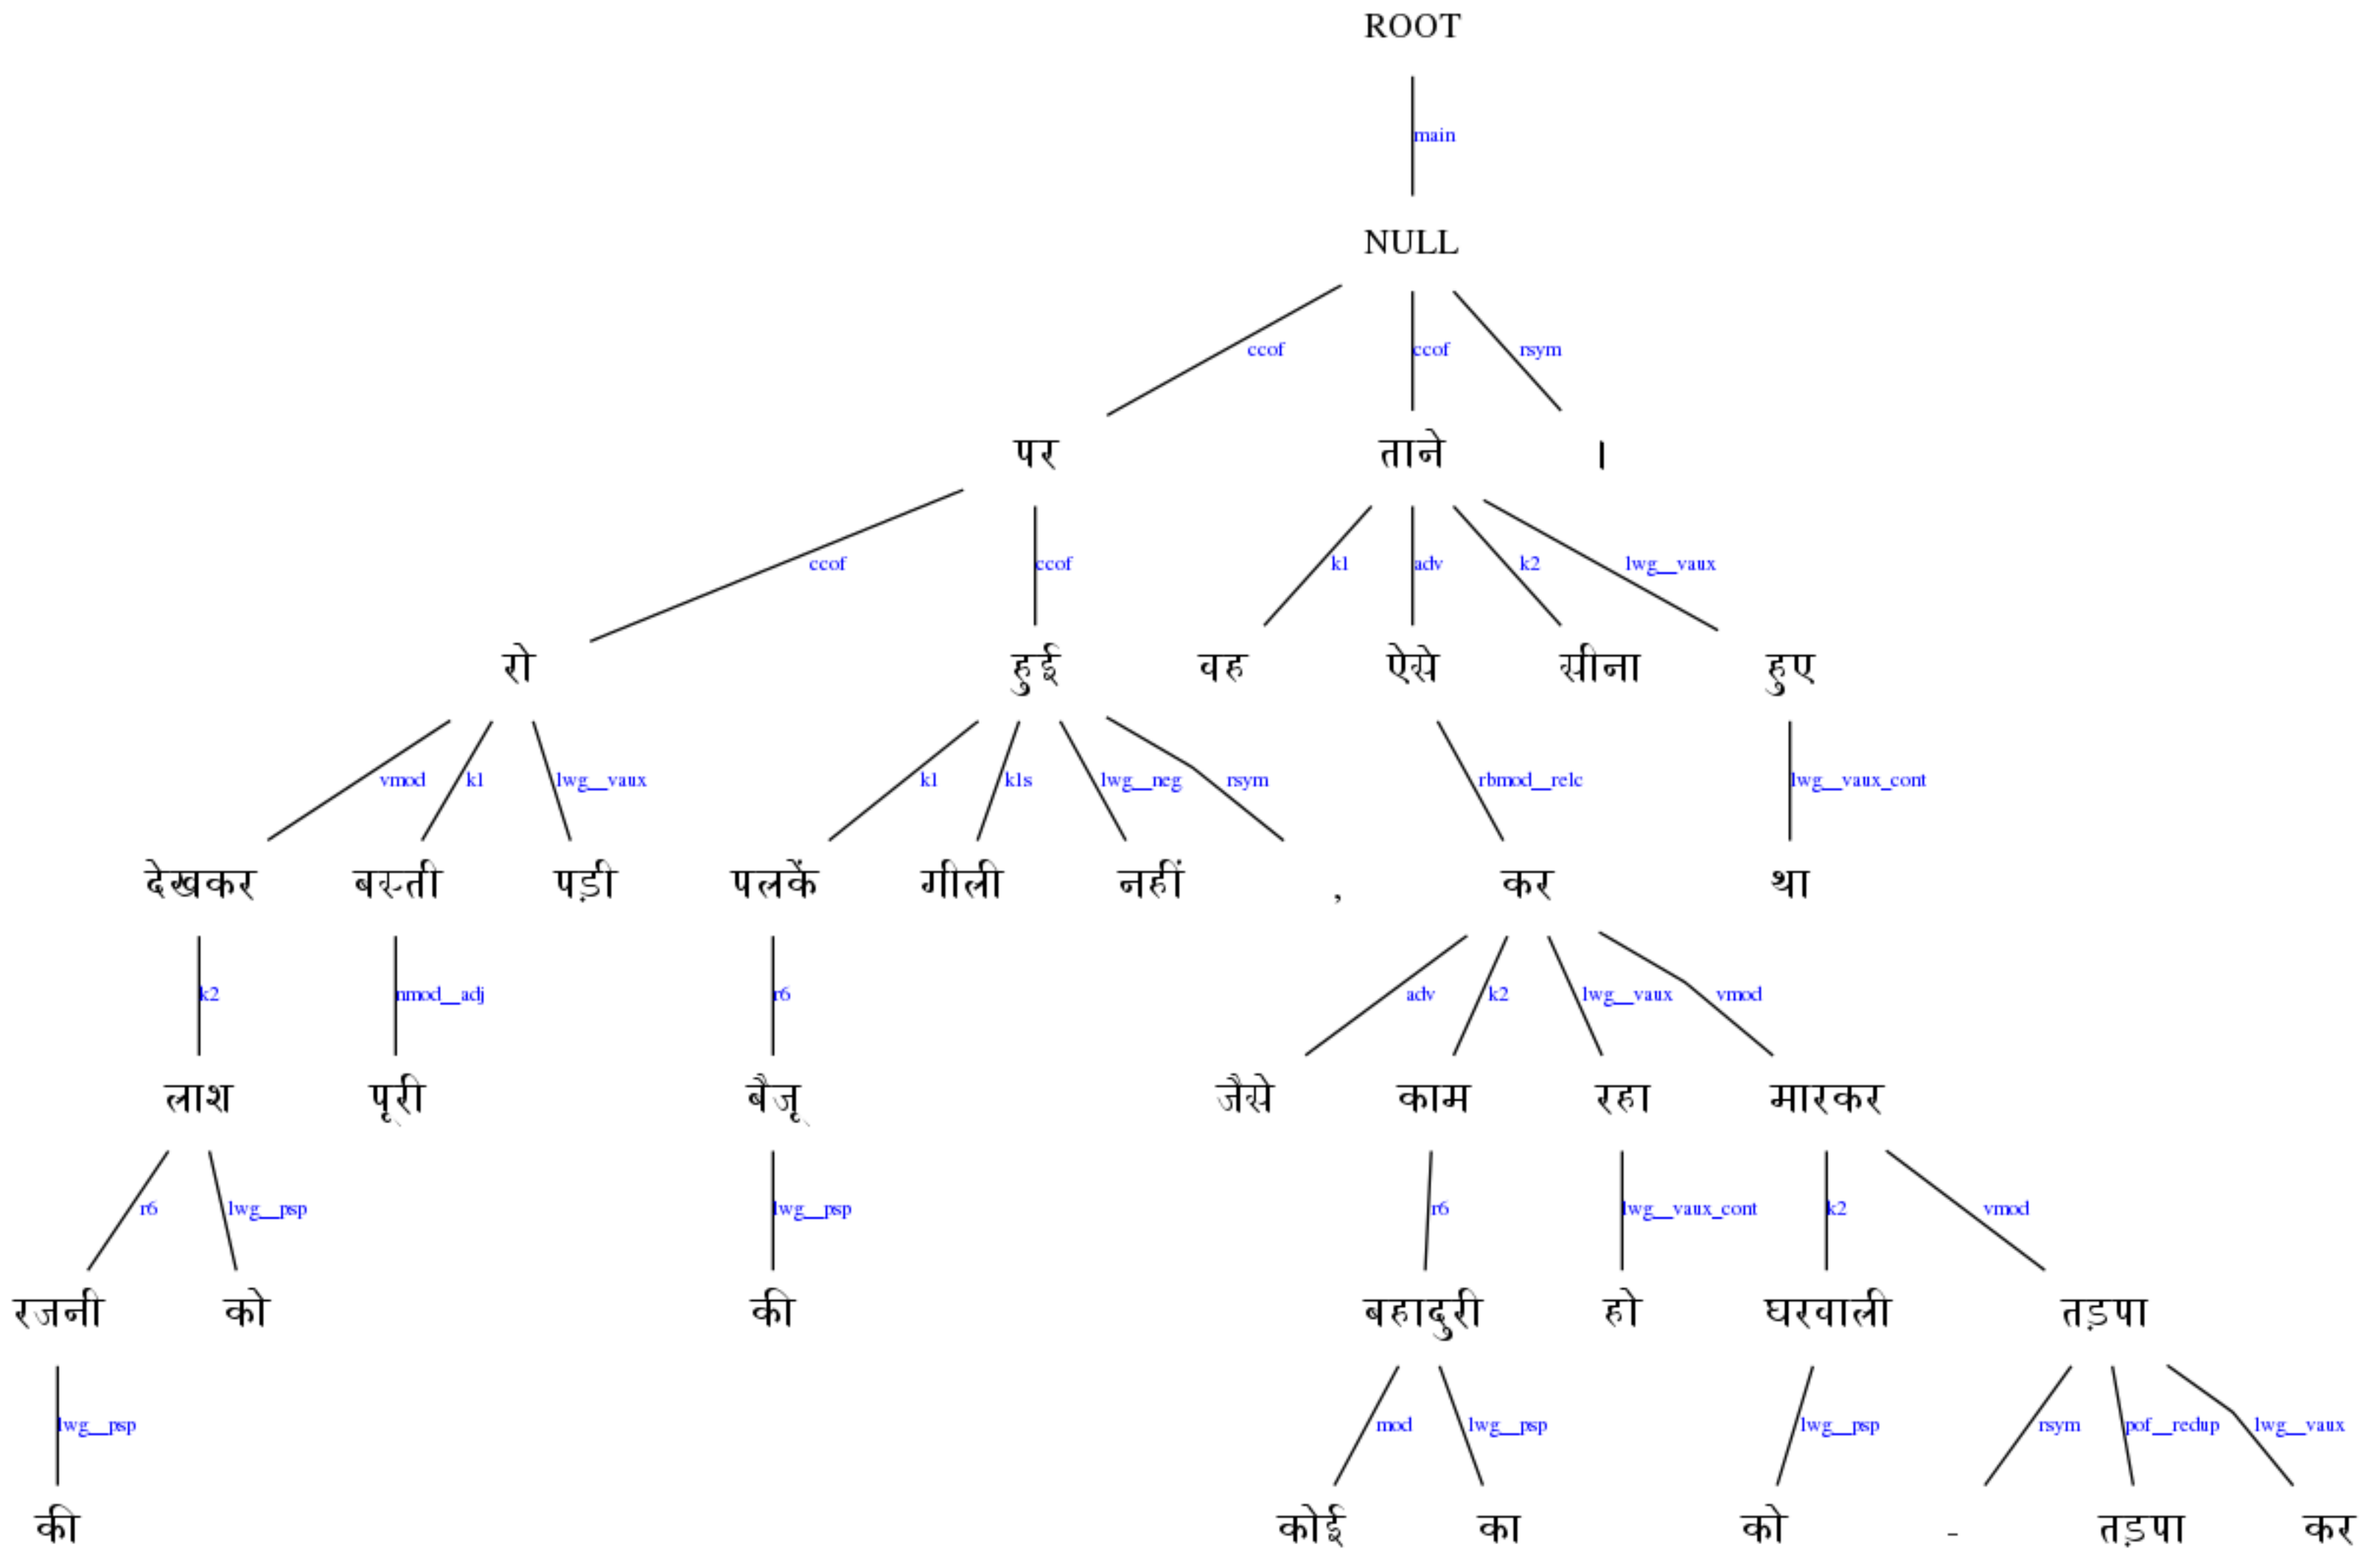 ROOT
main
NULL
ccof ccof rsym
पर ताने ।
ccof ccof k1 adv k2 lwg__vaux
रो हुई वह ऐसे सीना हुए
vmod k1 lwg__vaux k1 k1s lwg__neg rsym rbmod__relc lwg__vaux_cont
देखकर बस्ती पड़ी पलकें गीली नहीं , कर था
k2 nmod__adj r6 adv k2 lwg__vaux vmod
लाश पूरी बैजू जैसे काम रहा मारकर
r6 lwg__psp lwg__psp r6 lwg__vaux_cont k2 vmod
रजनी को की बहादुरी हो घरवाली तड़पा
lwg__psp mod lwg__psp lwg__psp rsym pof__redup lwg__vaux
की कोई का को - तड़पा कर